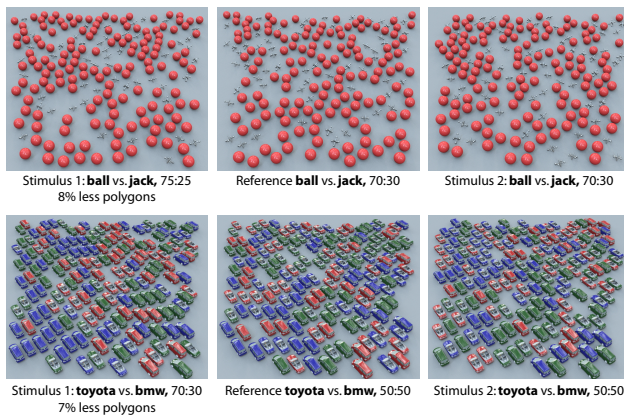 Stimulus 1: ball vs. jack, 75:25
8% less polygons
Reference ball vs. jack, 70:30
Stimulus 2: ball vs. jack, 70:30
Stimulus 1: toyota vs. bmw, 70:30
7% less polygons
Reference toyota vs. bmw, 50:50
Stimulus 2: toyota vs. bmw, 50:50